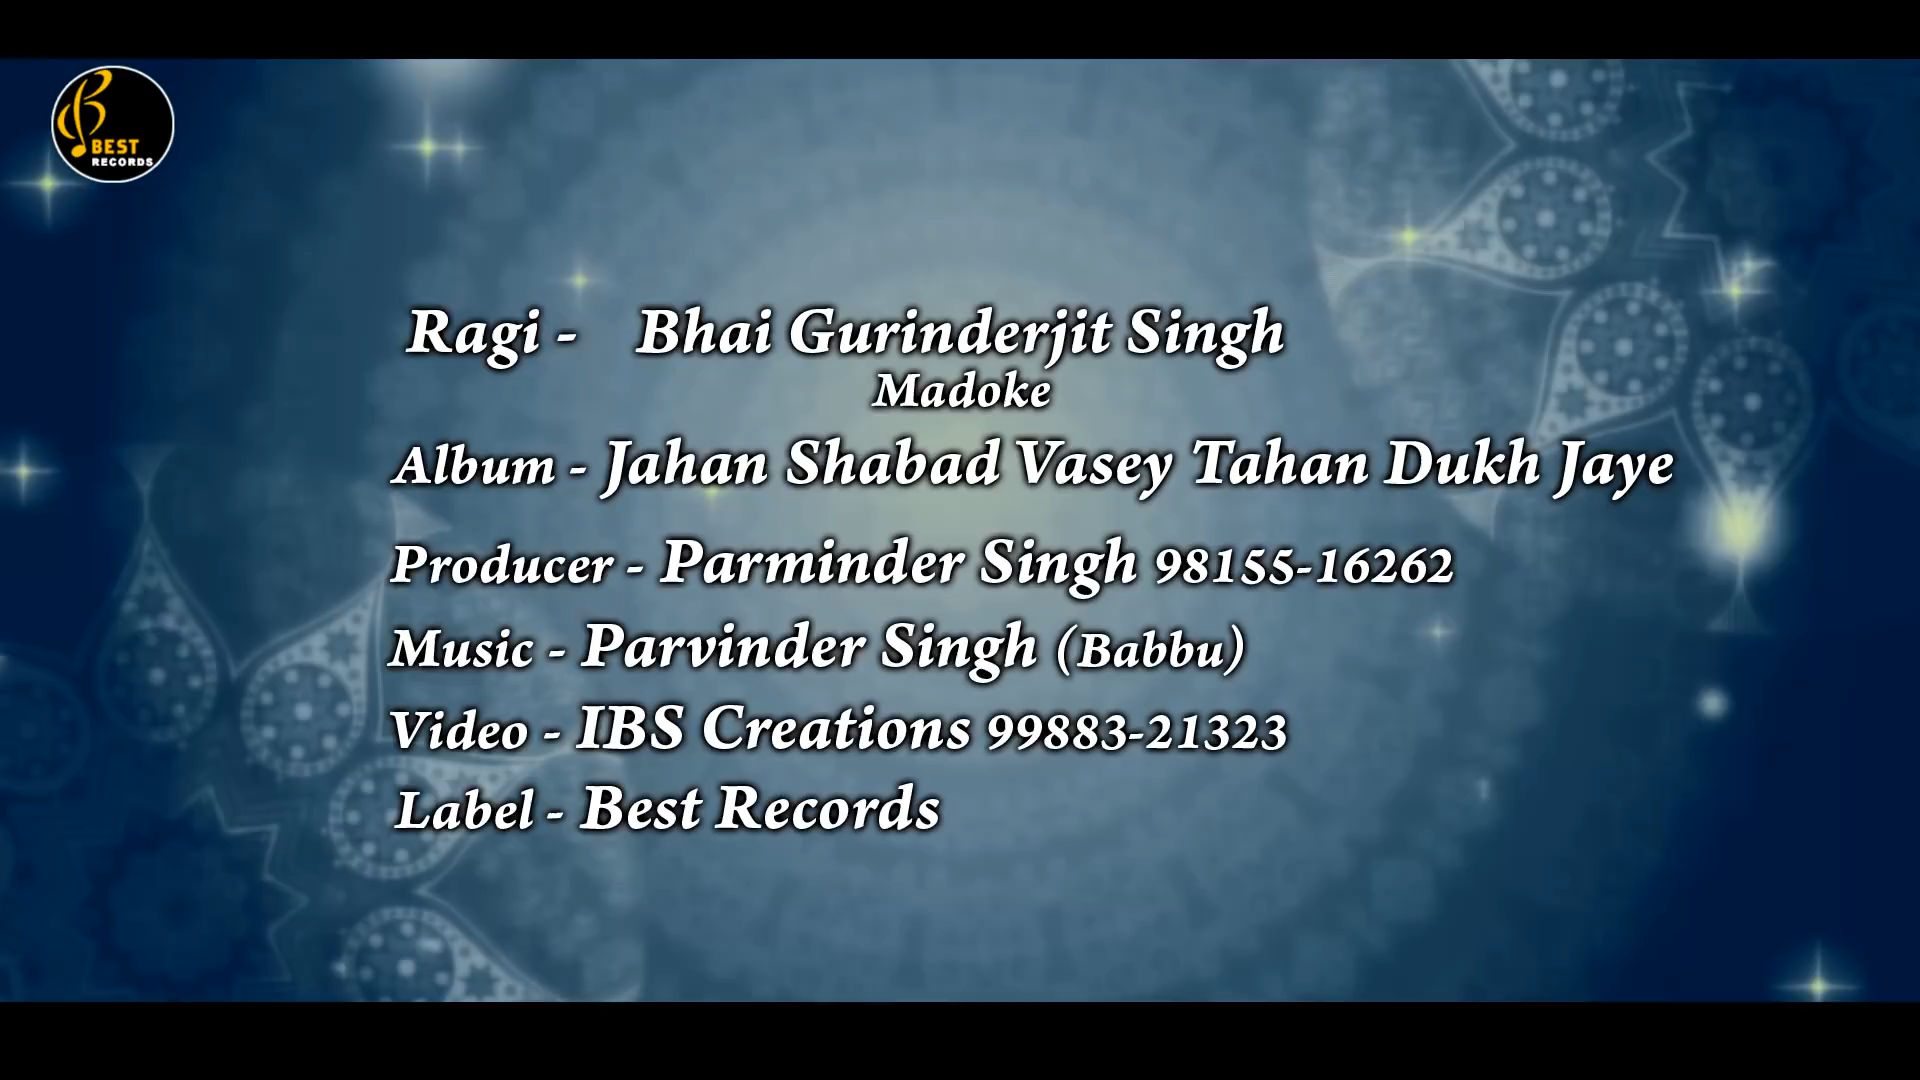 BEST
RECORDS
Ragi - Bhai Gurinderjit Singh
Madoke
Album - Jahan Shabad Vasey Tahan Dukh Jaye
Producer - Parminder Singh 98155-16262
Music - Parvinder Singh (Babbu)
Video - IBS Creations 99883-21323
Label - Best Records